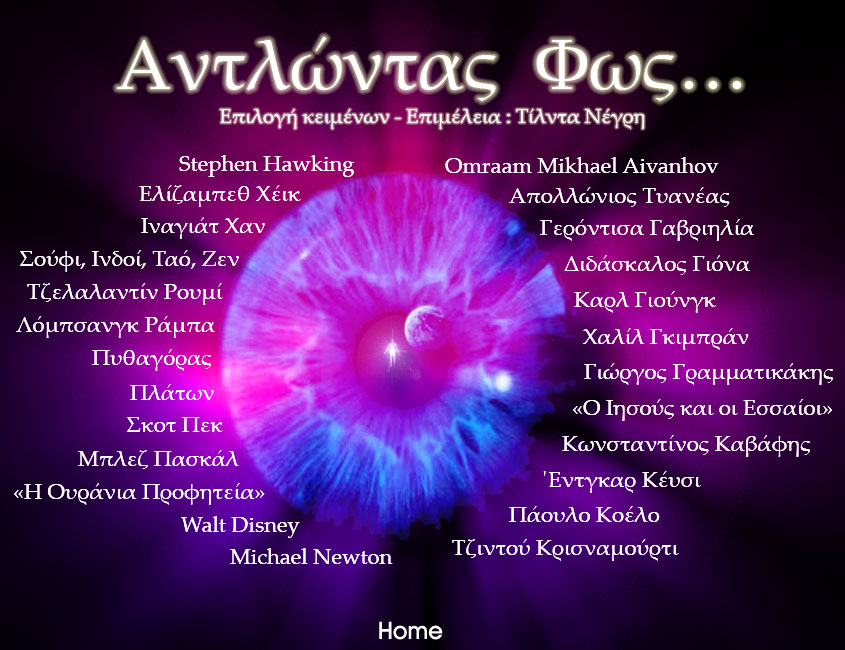 Αντλώντας Φως...
Επιλογή κειμένων - Επιμέλεια : Τίλντα Νέγρη
Stephen Hawking
Ελίζαμπεθ Χέικ
Ιναγιάτ Χαν
Σούφι, Ινδοί, Ταό, Ζεν
Τζελαλαντίν Ρουμί
Λόμπσανγκ Ράμπα
Πυθαγόρας
Πλάτων
Σκοτ Πεκ
Μπλεζ Πασκάλ
«Η Ουράνια Προφητεία»
Walt Disney
Michael Newton
Omraam Mikhael Aivanhov
Απολλώνιος Τυανέας
Γερόντισα Γαβριηλία
Διδάσκαλος Γιόνα
Καρλ Γιούνγκ
Χαλίλ Γκιμπράν
Γιώργος Γραμματικάκης
«Ο Ιησούς και οι Εσσαίοι»
Κωνσταντίνος Καβάφης
Έντγκαρ Κέυσι
Πάουλο Κοέλο
Τζιντού Κρισναμούρτι
Home